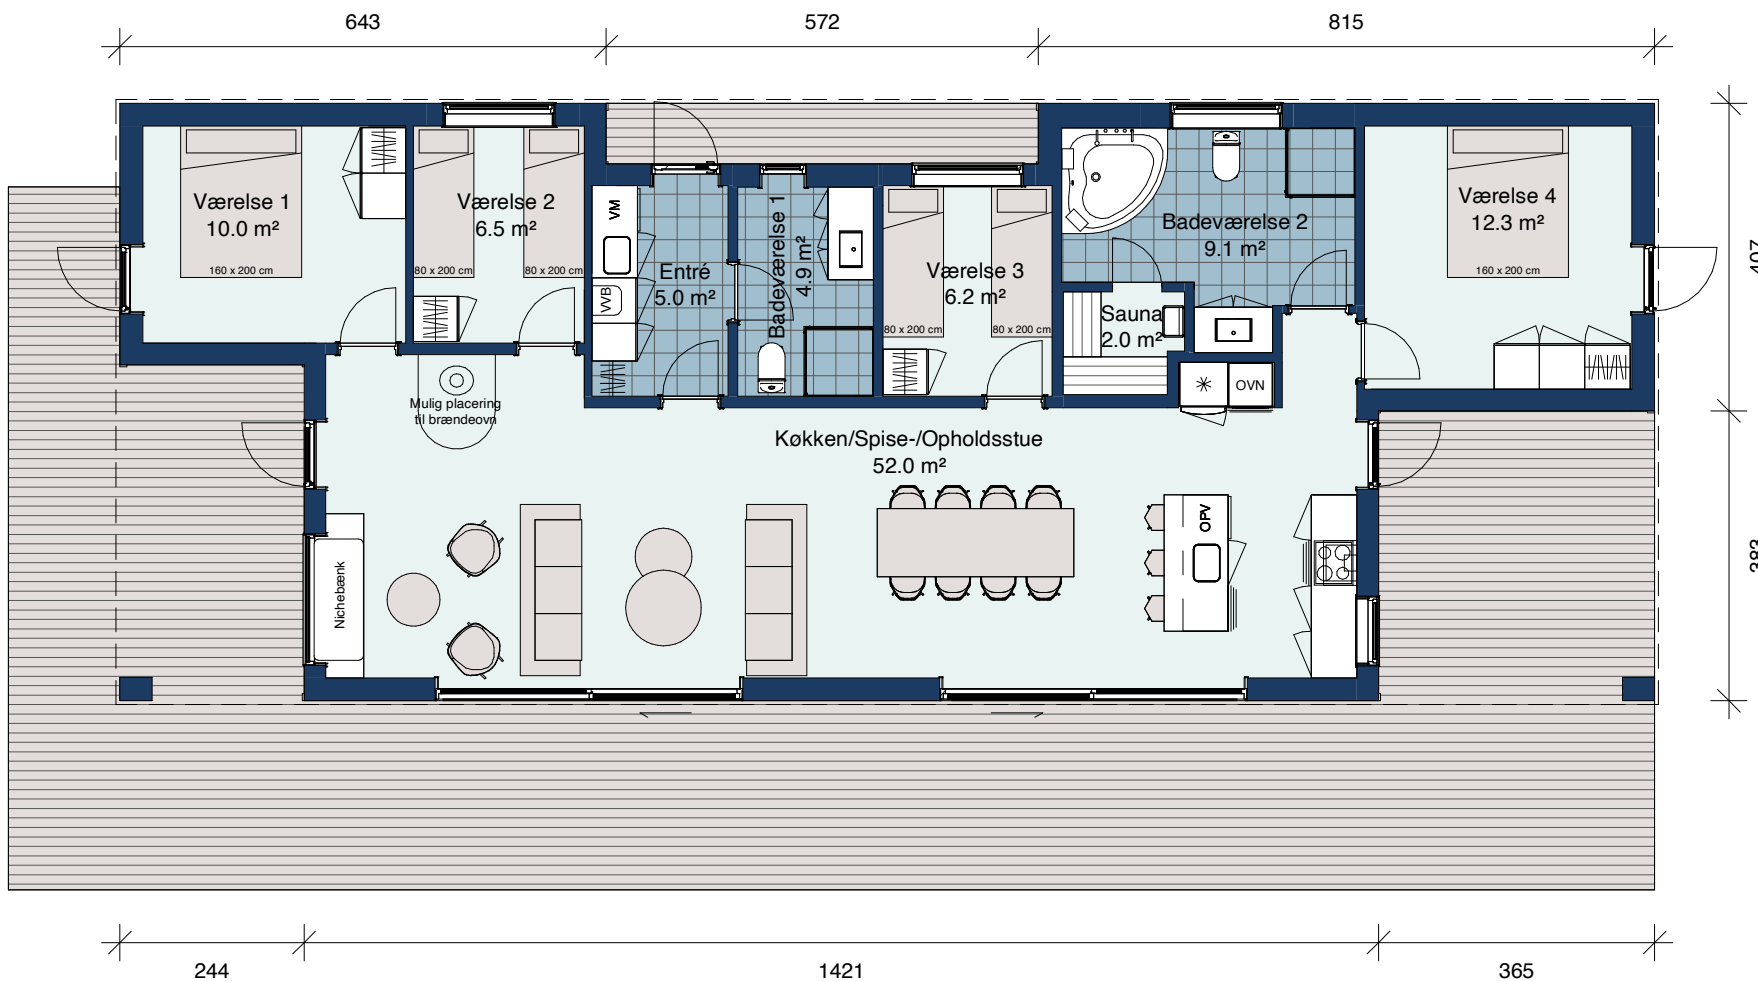 643
572
815
Værelse 1
10.0 m²
160 x 200 cm
Værelse 2
6.5 m²
80 x 200 cm
80 x 200 cm
VM
VVB
Entré
5.0 m²
Badeværelse 1
4.9 m²
Værelse 3
6.2 m²
80 x 200 cm
80 x 200 cm
Badeværelse 2
9.1 m²
Sauna
2.0 m²
Værelse 4
12.3 m²
160 x 200 cm
407
OVN
Mulig placering
til brændeovn
Køkken/Spise-/Opholdsstue
52.0 m²
OPV
Nichebænk
383
244
1421
365